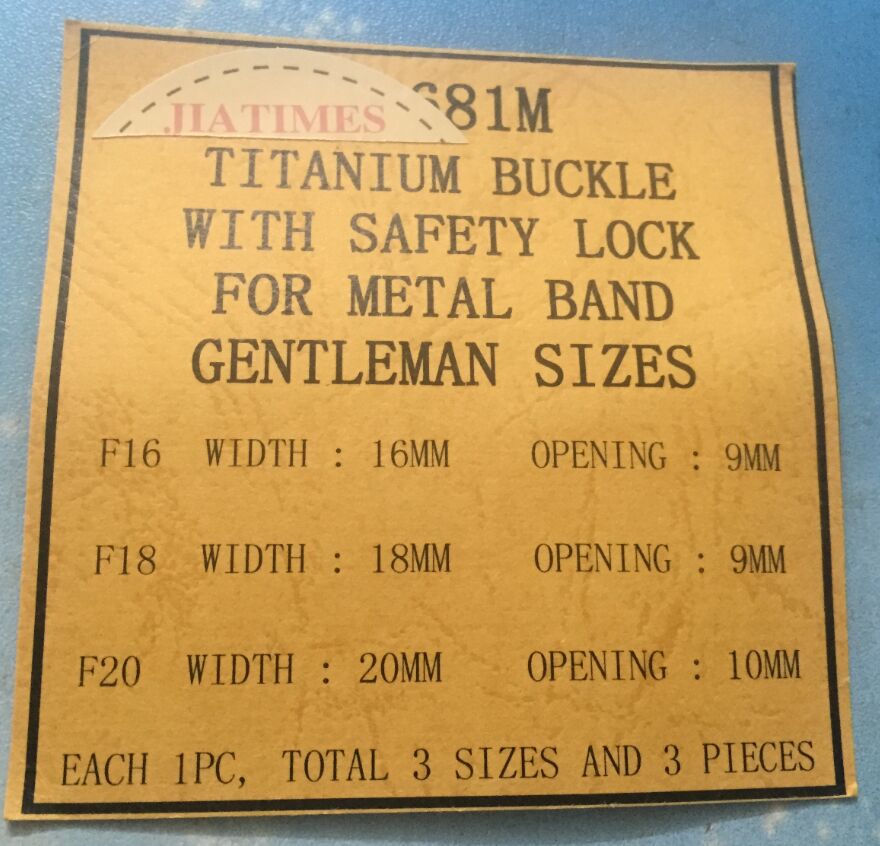 JIATIMES
681M
TITANIUM BUCKLE
WITH SAFETY LOCK
FOR METAL BAND
GENTLEMAN SIZES
F16 WIDTH : 16MM OPENING : 9MM
F18 WIDTH : 18MM OPENING : 9MM
F20 WIDTH : 20MM OPENING : 10MM
EACH 1PC, TOTAL 3 SIZES AND 3 PIECES